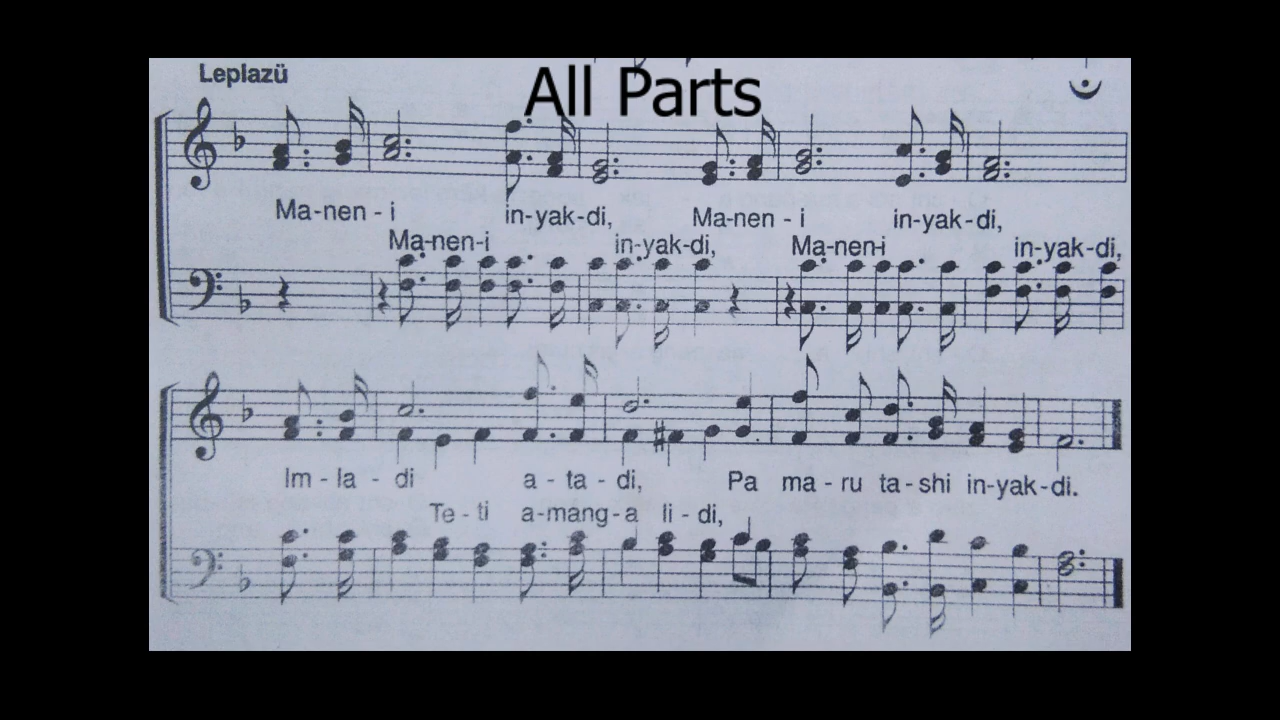 Leplazü
All Parts
Ma-nen - i in-yak-di, Ma-nen - i in-yak-di,
Ma-nen-i in-yak-di, Ma-nen-i in-yak-di,
Im - la - di a - ta - di, Pa ma - ru ta - shi in-yak-di.
Te - ti a-mang-a li - di,